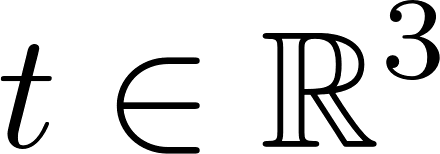 t ∈ ℝ³